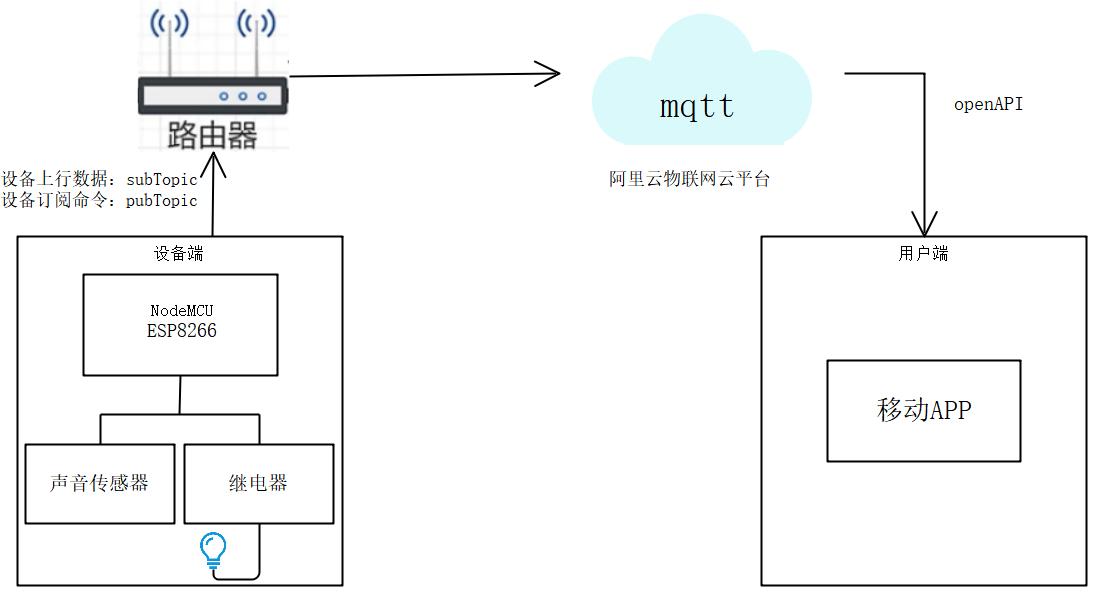 路由器
mqtt
openAPI
阿里云物联网云平台
设备上行数据：subTopic
设备订阅命令：pubTopic
设备端
NodeMCU
ESP8266
声音传感器
继电器
用户端
移动APP